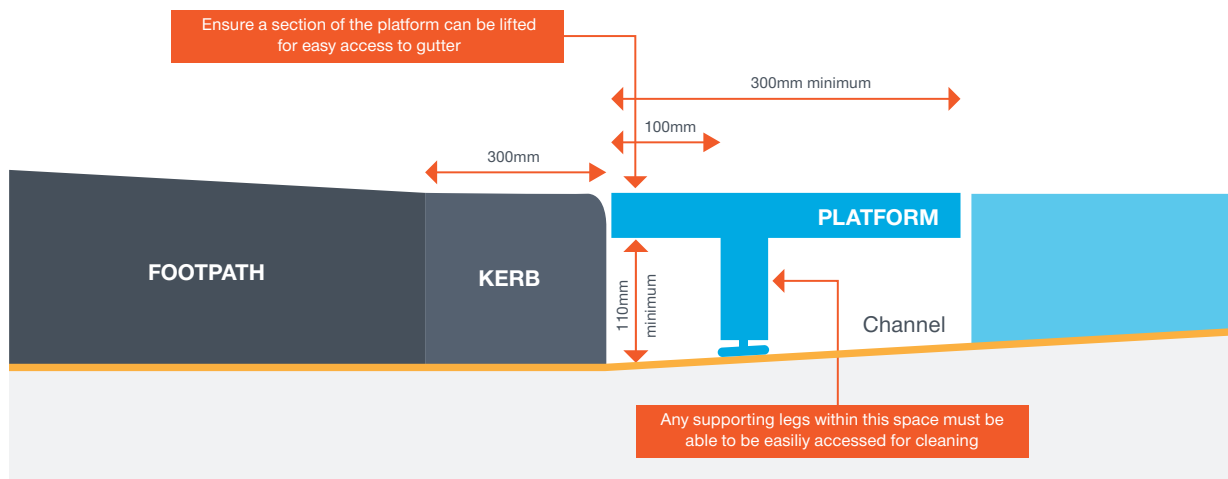 Ensure a section of the platform can be lifted
for easy access to gutter
300mm minimum
100mm
300mm
PLATFORM
FOOTPATH
KERB
110mm
minimum
Channel
Any supporting legs within this space must be
able to be easiliy accessed for cleaning